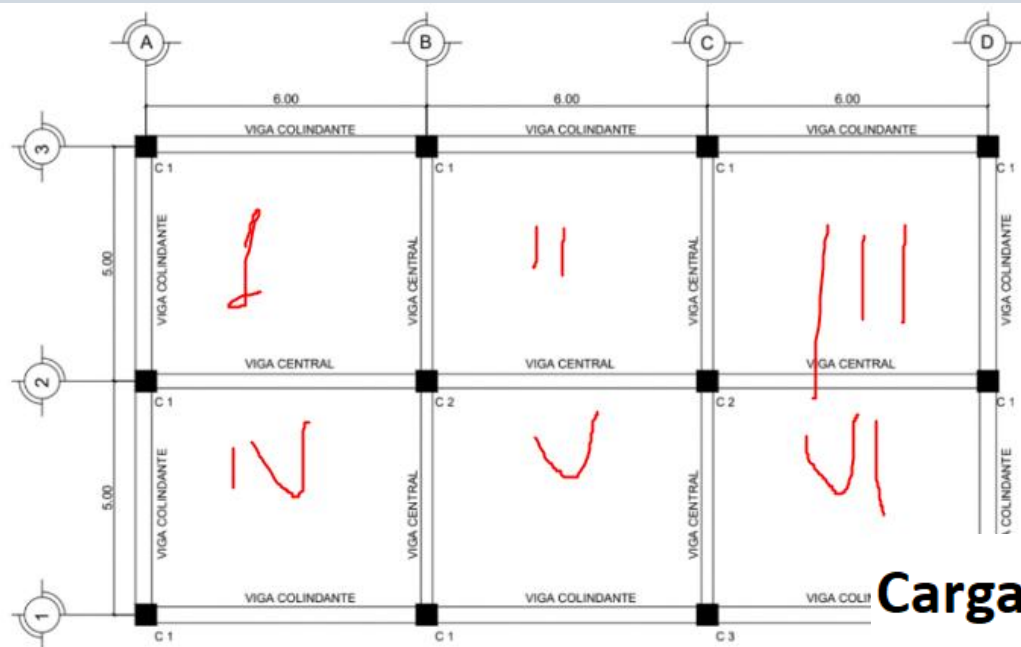 A B C D
6.00 6.00 6.00
VIGA COLINDANTE VIGA COLINDANTE VIGA COLINDANTE
3
C 1 C 1 C 1 C 1
I II III
5.00 VIGA COLINDANTE VIGA CENTRAL VIGA CENTRAL VIGA COLINDANTE
VIGA CENTRAL VIGA CENTRAL VIGA CENTRAL
2
C 1 C 2 C 2 C 1
IV V VI
5.00 VIGA COLINDANTE VIGA CENTRAL VIGA CENTRAL COLINDANTE
VIGA COLINDANTE VIGA COLINDANTE Carga
1
C 1 C 1 C 3